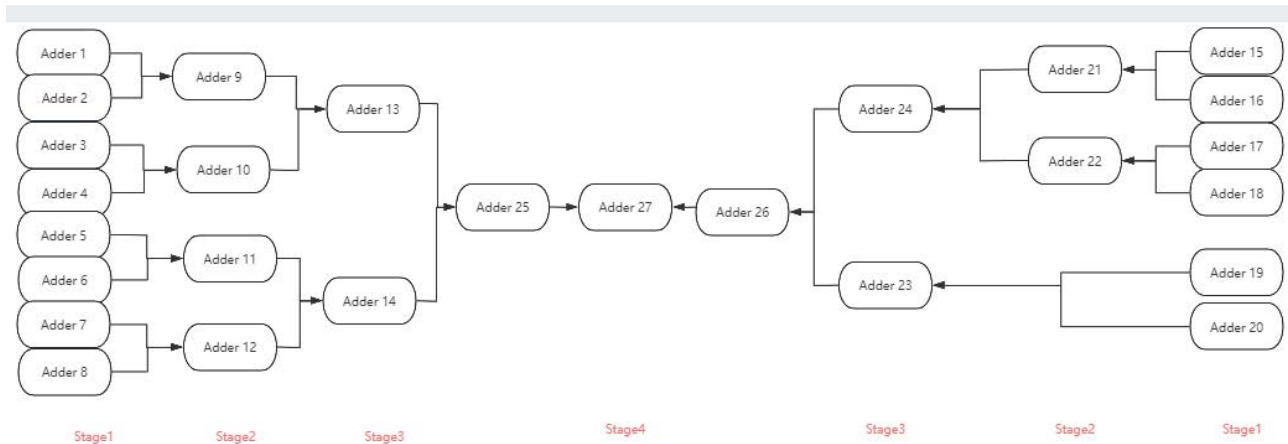 Adder 1
Adder 2
Adder 3
Adder 4
Adder 5
Adder 6
Adder 7
Adder 8
Adder 9
Adder 10
Adder 11
Adder 12
Adder 13
Adder 14
Adder 25
Adder 27
Adder 26
Adder 24
Adder 23
Adder 21
Adder 22
Adder 15
Adder 16
Adder 17
Adder 18
Adder 19
Adder 20
Stage1
Stage2
Stage3
Stage4
Stage3
Stage2
Stage1